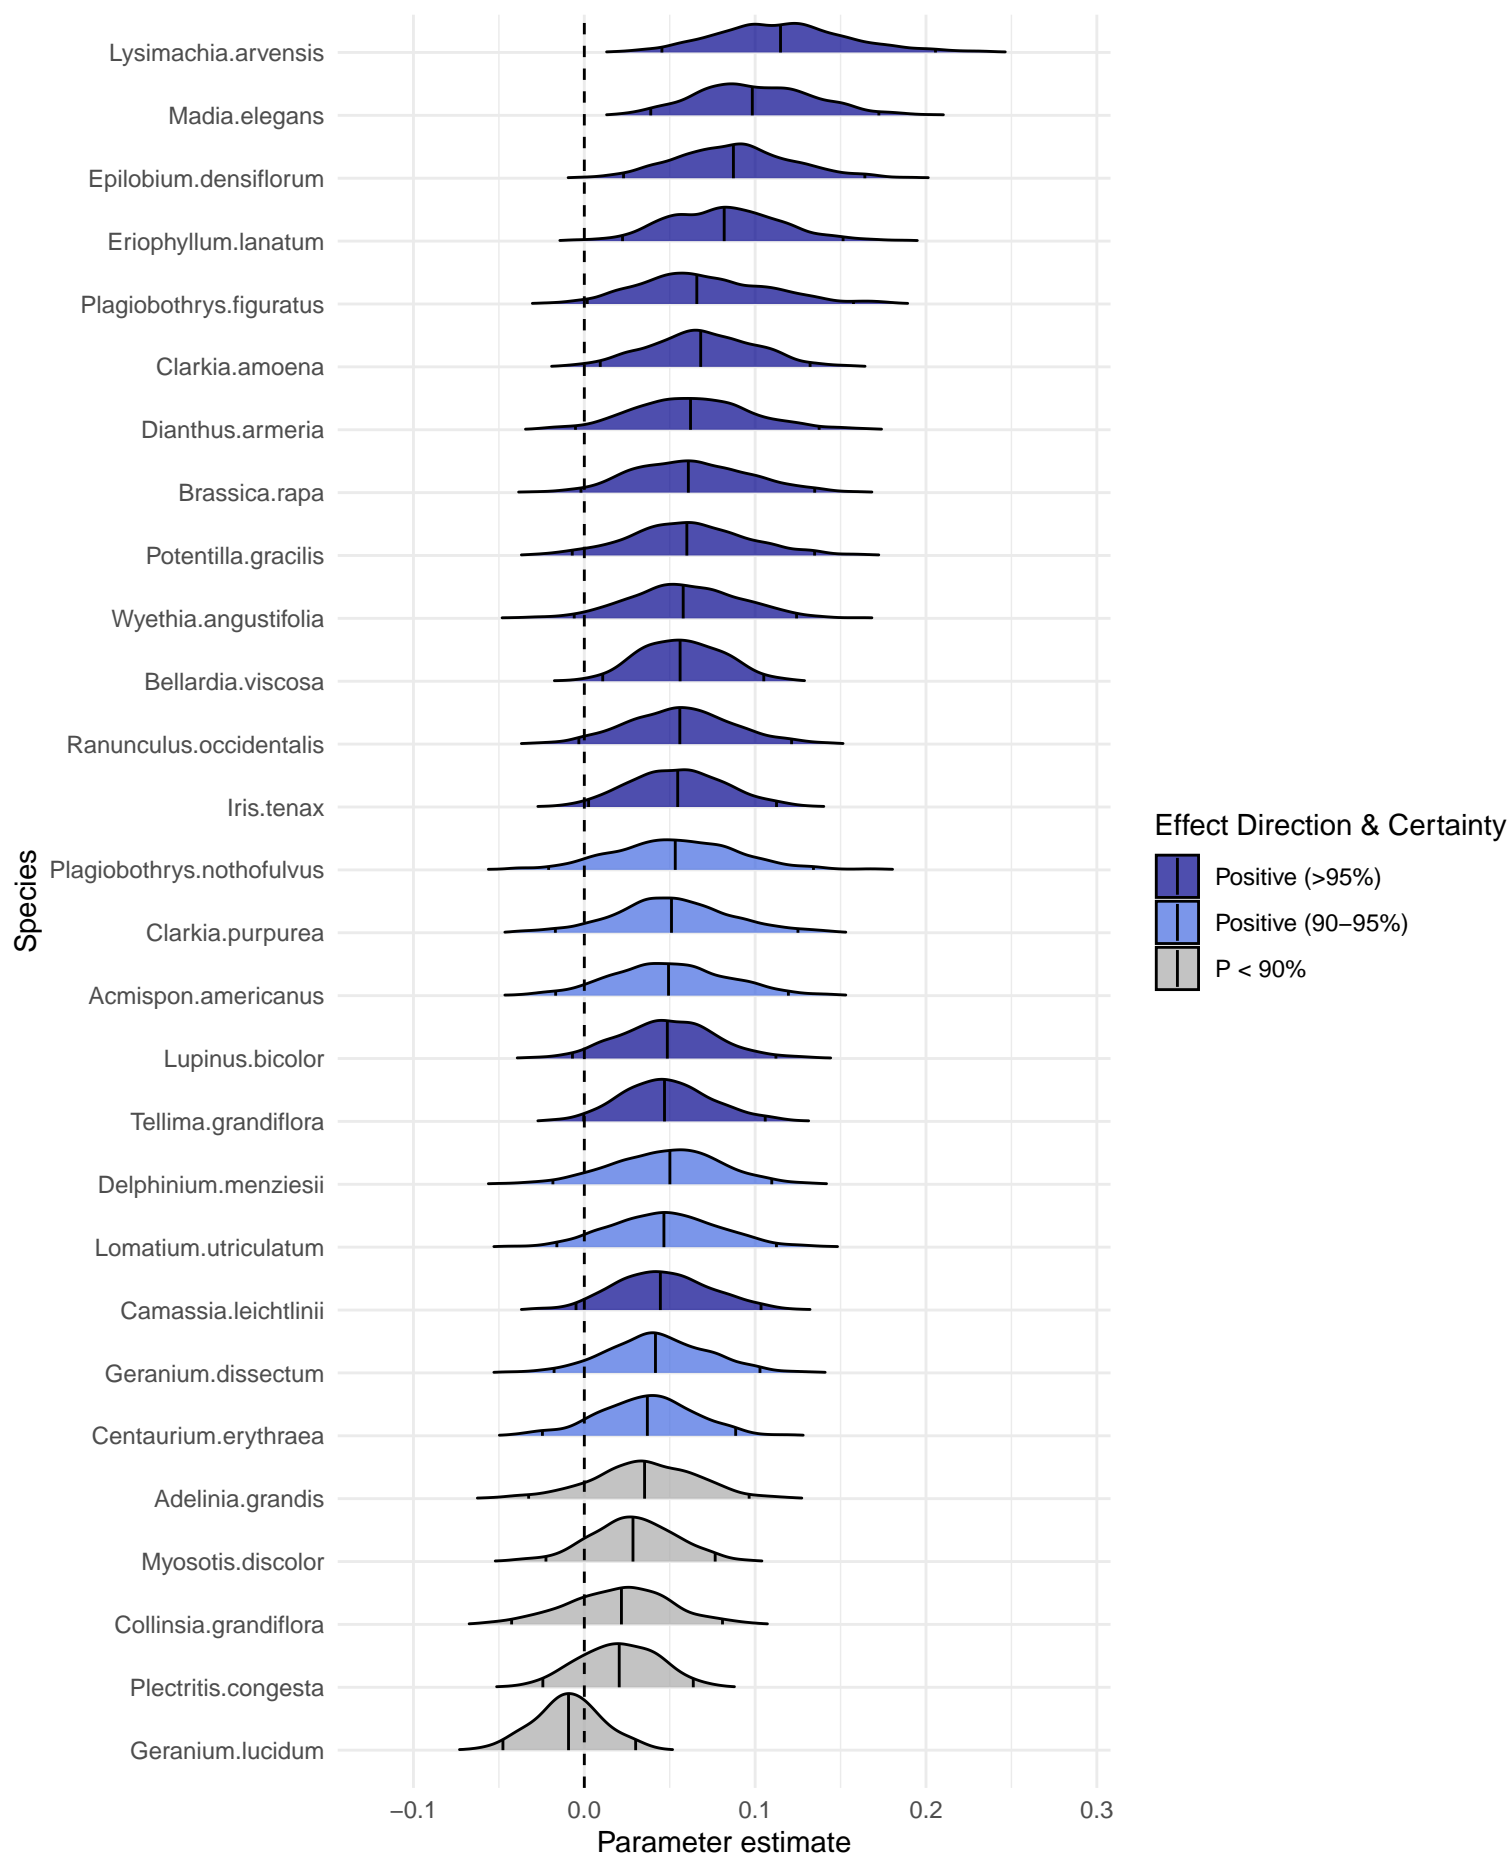 Lysimachia.arvensis
Madia.elegans
Epilobium.densiflorum
Eriophyllum.lanatum
Plagiobothrys.figuratus
Clarkia.amoena
Dianthus.armeria
Brassica.rapa
Potentilla.gracilis
Wyethia.angustifolia
Bellardia.viscosa
Ranunculus.occidentalis
Iris.tenax
Plagiobothrys.nothofulvus
Clarkia.purpurea
Acmispon.americanus
Lupinus.bicolor
Tellima.grandiflora
Delphinium.menziesii
Lomatium.utriculatum
Camassia.leichtlinii
Geranium.dissectum
Centaurium.erythraea
Adelinia.grandis
Myosotis.discolor
Collinsia.grandiflora
Plectritis.congesta
Geranium.lucidum
Species
−0.1 0.0 0.1 0.2 0.3
Parameter estimate
Effect Direction & Certainty
Positive (>95%)
Positive (90−95%)
P < 90%